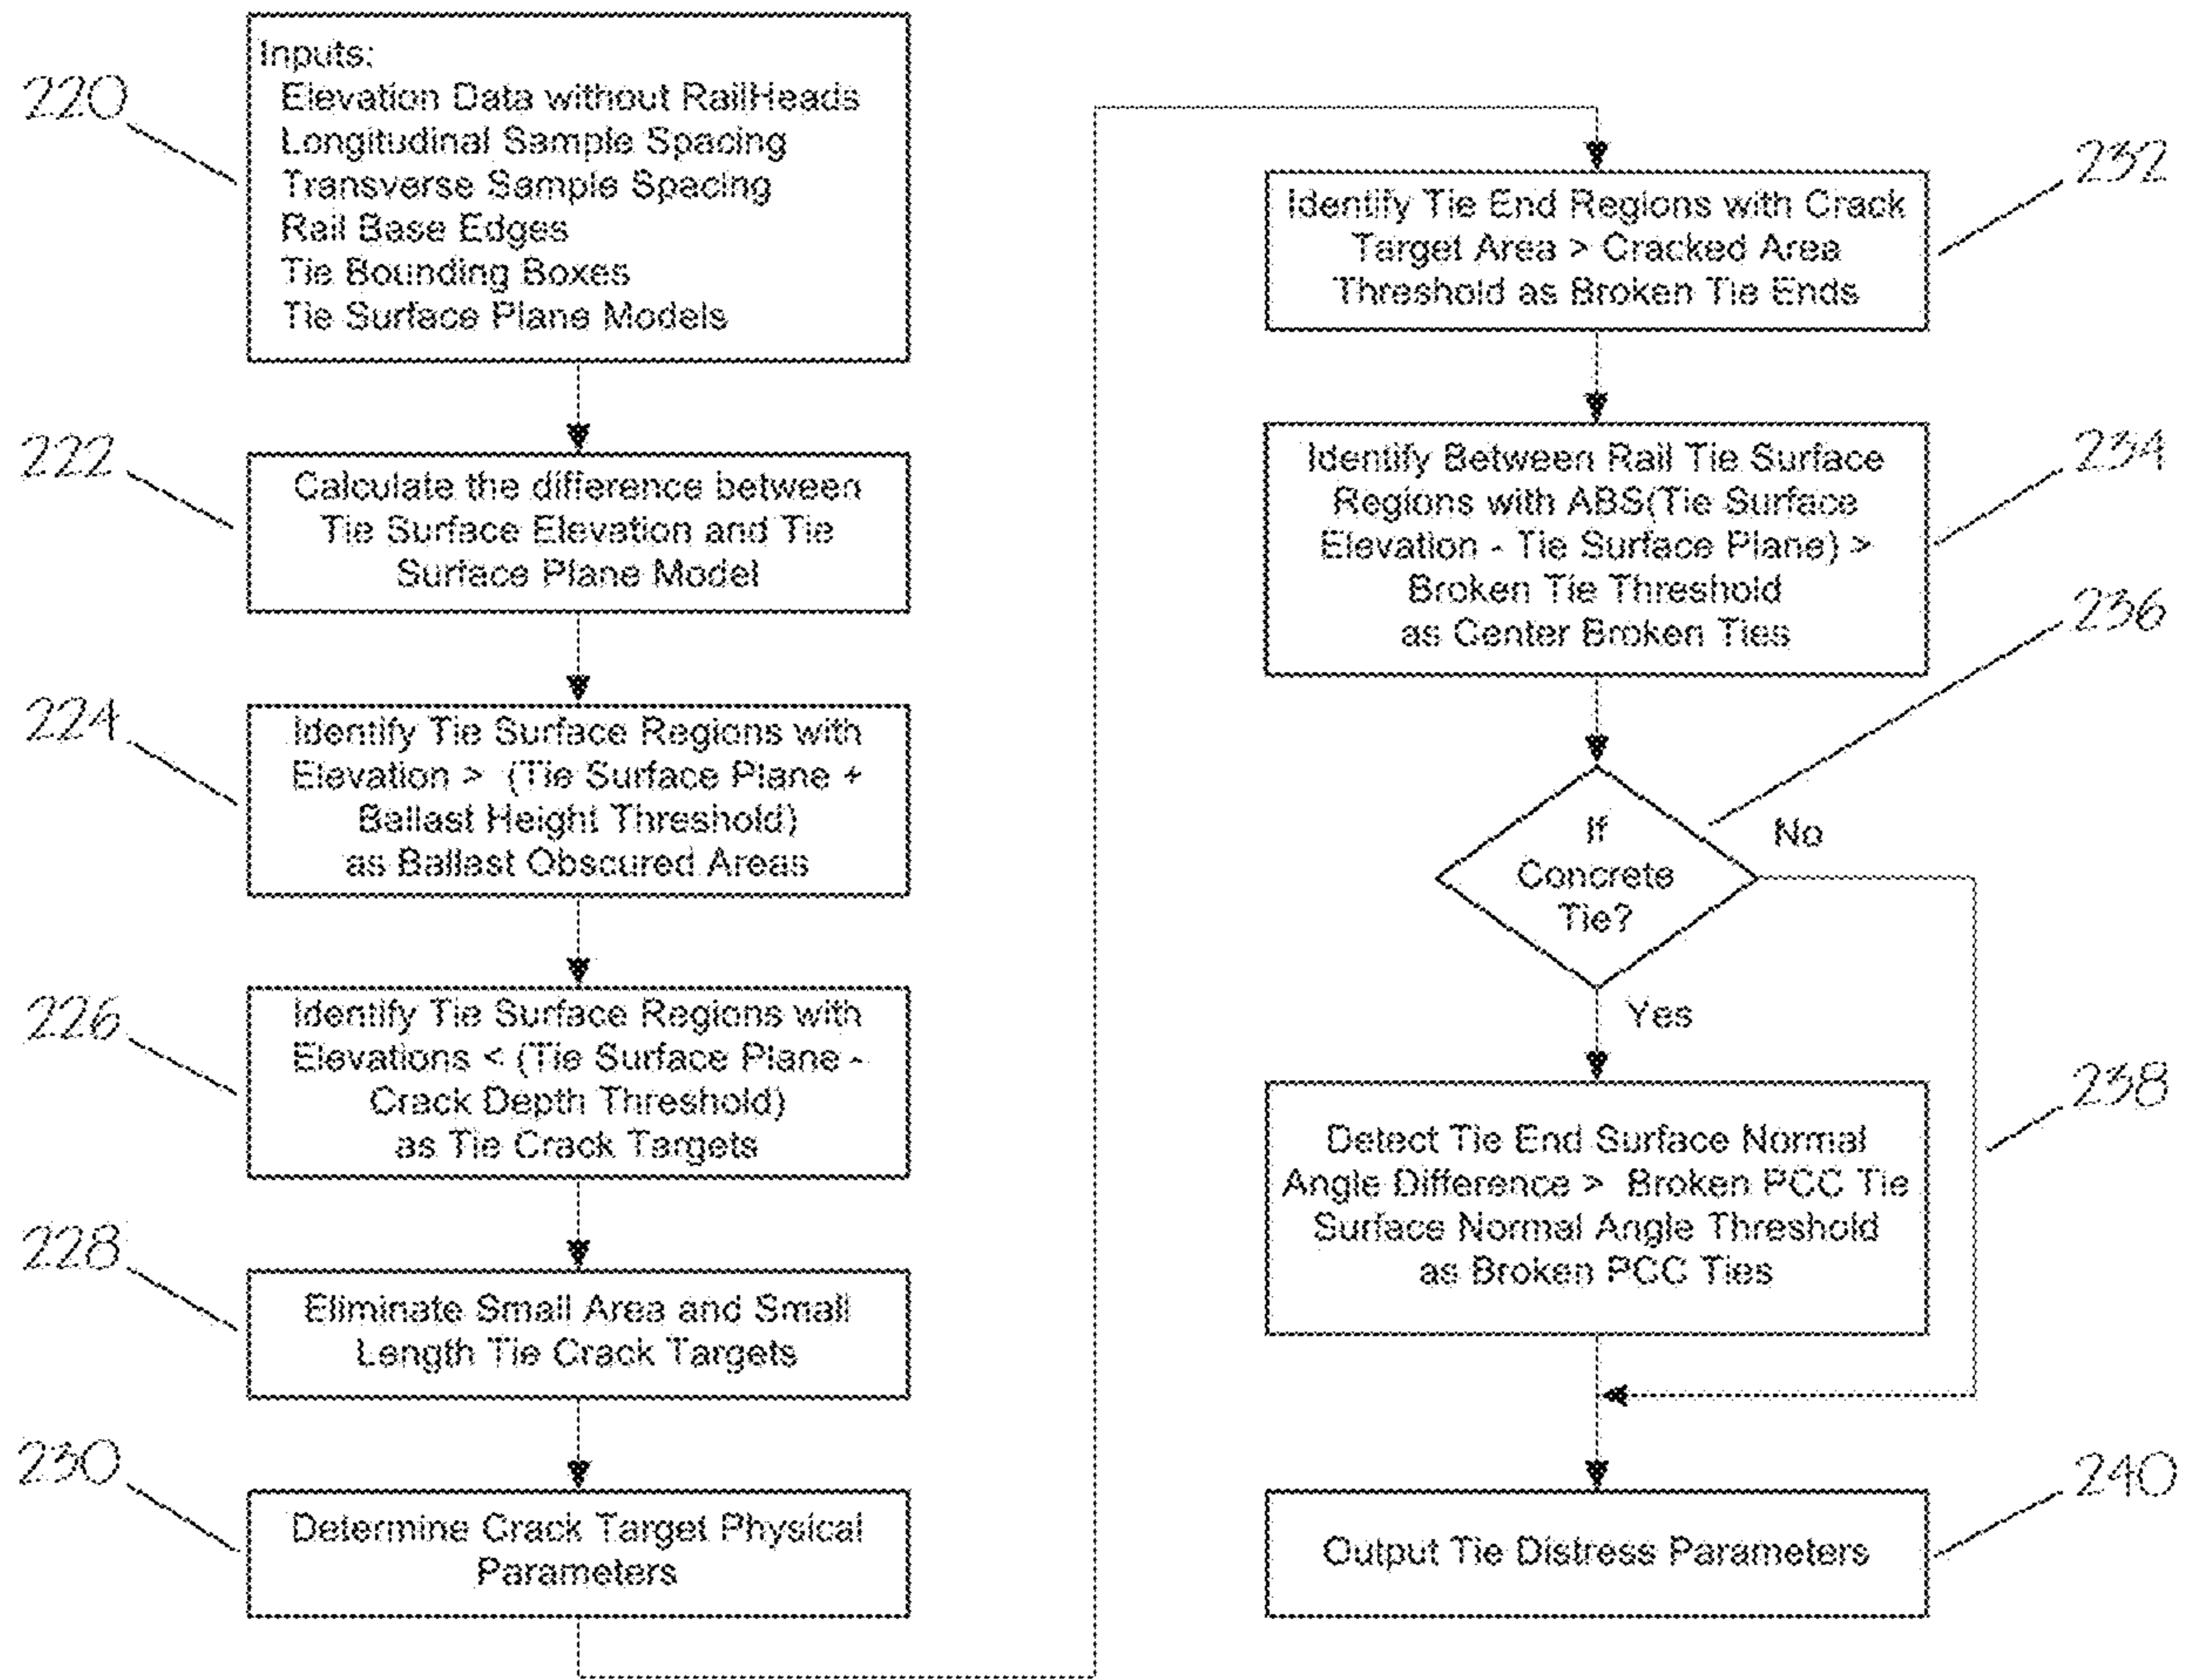 220
Inputs:
Elevation Data without RailHeads
Longitudinal Sample Spacing
Transverse Sample Spacing
Rail Base Edges
Tie Bounding Boxes
Tie Surface Plane Models
222
Calculate the difference between
Tie Surface Elevation and Tie
Surface Plane Model
224
Identify Tie Surface Regions with
Elevation > (Tie Surface Plane +
Ballast Height Threshold)
as Ballast Obscured Areas
226
Identify Tie Surface Regions with
Elevations < (Tie Surface Plane -
Crack Depth Threshold)
as Tie Crack Targets
228
Eliminate Small Area and Small
Length Tie Crack Targets
230
Determine Crack Target Physical
Parameters
232
Identify Tie End Regions with Crack
Target Area > Cracked Area
Threshold as Broken Tie Ends
234
Identify Between Rail Tie Surface
Regions with ABS(Tie Surface
Elevation - Tie Surface Plane) >
Broken Tie Threshold
as Center Broken Ties
236
If
Concrete
Tie?
No
Yes
238
Detect Tie End Surface Normal
Angle Difference > Broken PCC Tie
Surface Normal Angle Threshold
as Broken PCC Ties
240
Output Tie Distress Parameters